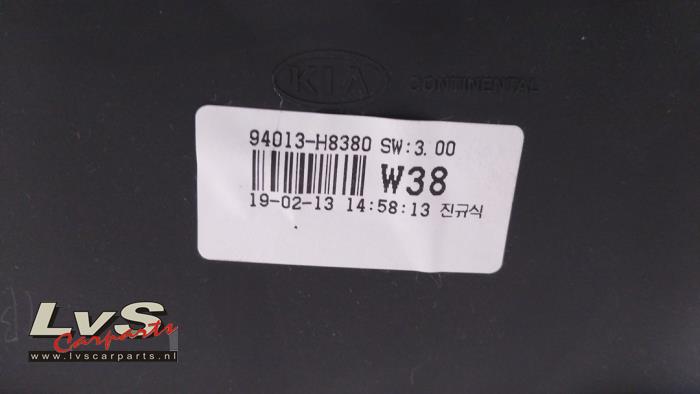 KIA CONTINENTAL
94013-H8380 SW:3.00
W38
19-02-13 14:58:13 진규식
LvS
Carparts
www.lvscarparts.nl